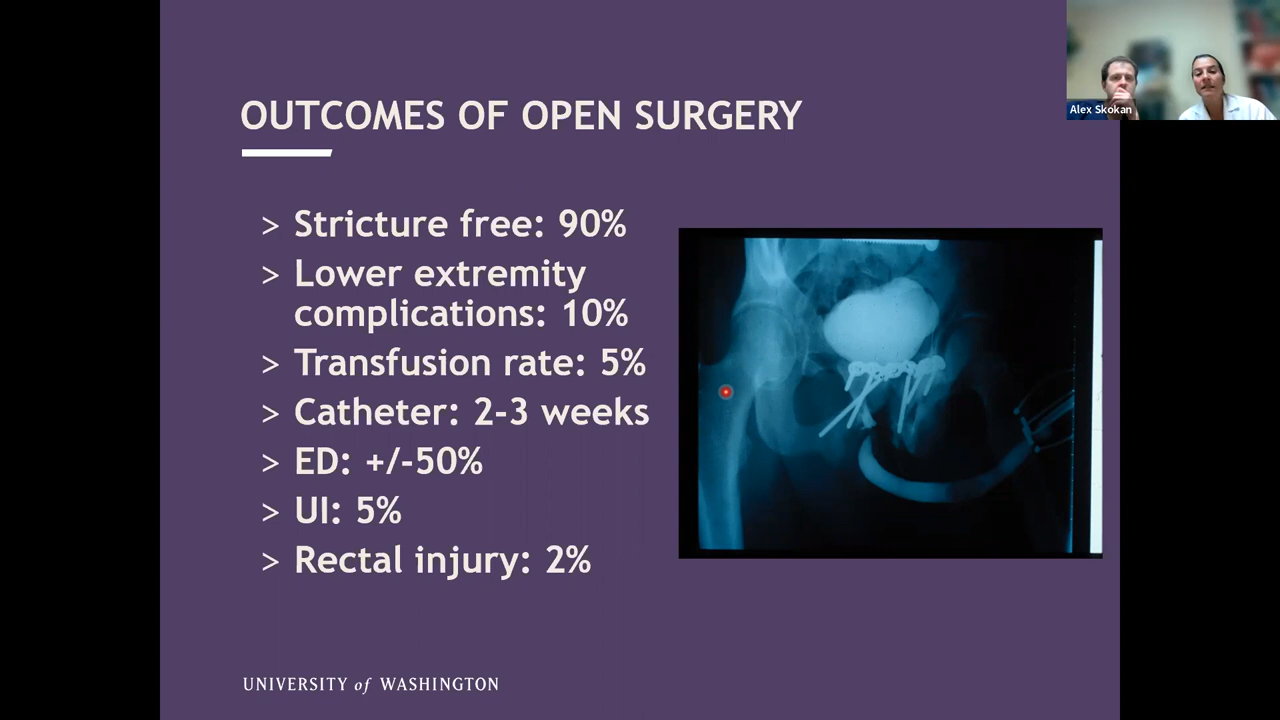 Alex Skokan
OUTCOMES OF OPEN SURGERY
> Stricture free: 90%
> Lower extremity
complications: 10%
> Transfusion rate: 5%
> Catheter: 2-3 weeks
> ED: +/-50%
> UI: 5%
> Rectal injury: 2%
UNIVERSITY of WASHINGTON